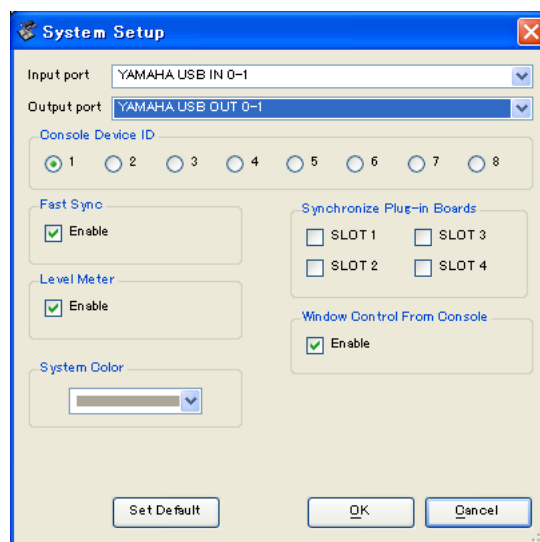 System Setup
Input port YAMAHA USB IN 0-1
Output port YAMAHA USB OUT 0-1
Console Device ID
1 2 3 4 5 6 7 8
Fast Sync
Enable
Synchronize Plug-in Boards
SLOT 1 SLOT 3
SLOT 2 SLOT 4
Level Meter
Enable
Window Control From Console
Enable
System Color
Set Default OK Cancel